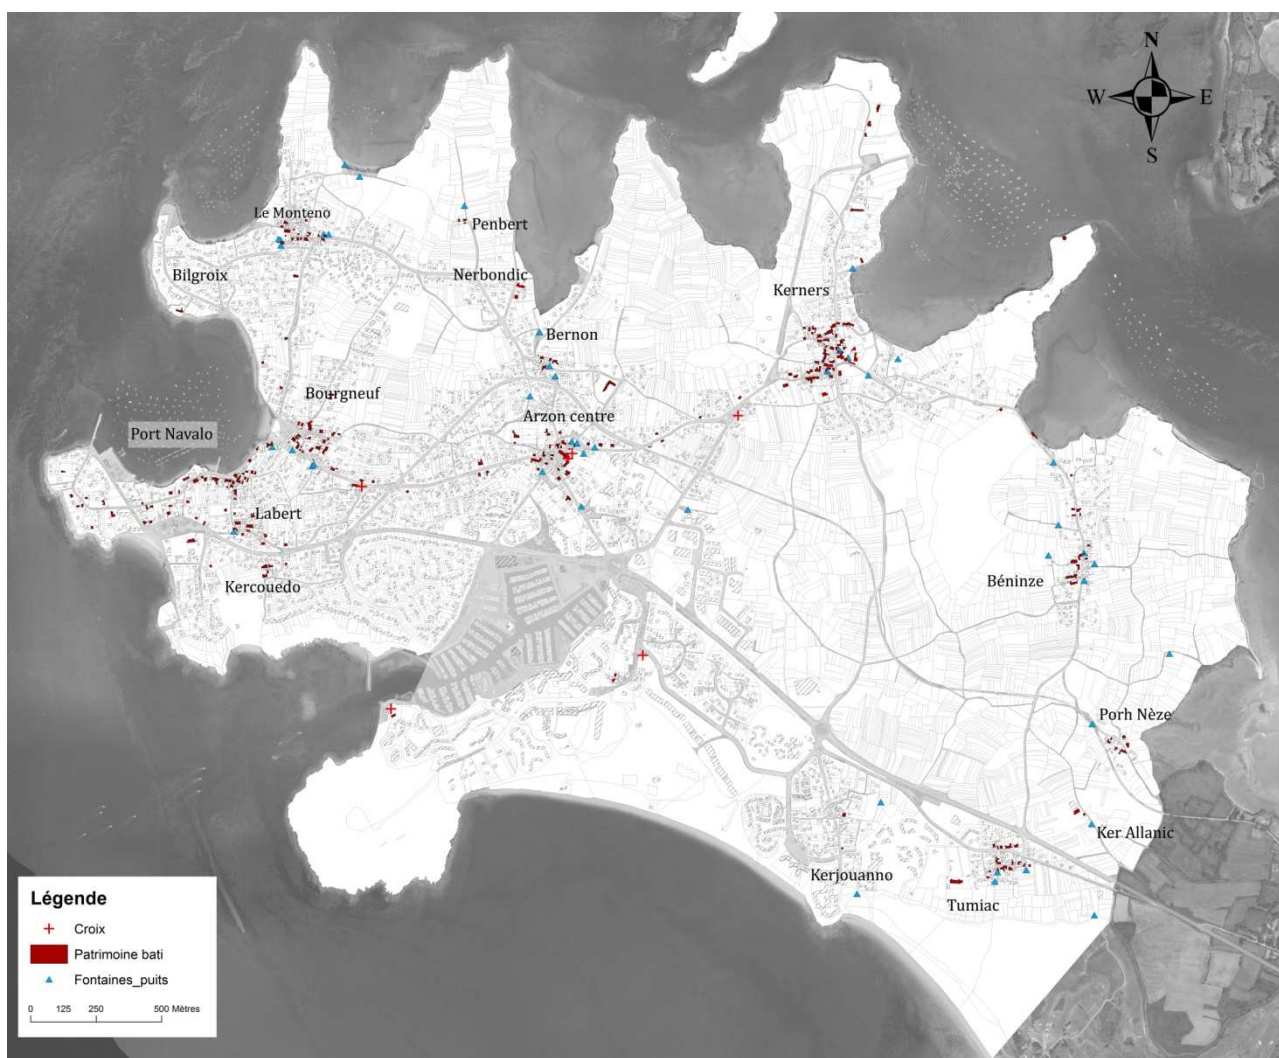 N
W E
S
Le Monteno
Penbert
Bilgroix
Nerbondic
Kerners
Bernon
Bourgneuf
Arzon centre
Port Navalo
Labert
Kercouedo
Béninze
Porh Nèze
Ker Allanic
Kerjouanno
Tumiac
Légende
Croix
Patrimoine bati
Fontaines_puits
0 125 250 500 Mètres